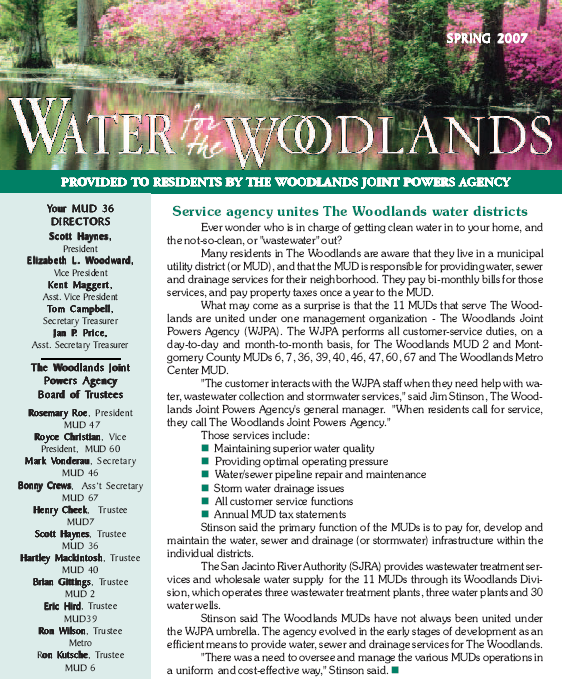 SPRING 2007
WATER for the WOODLANDS
PROVIDED TO RESIDENTS BY THE WOODLANDS JOINT POWERS AGENCY
Your MUD 36
DIRECTORS
Scott Haynes,
President
Elizabeth L. Woodward,
Vice President
Kent Maggert,
Asst. Vice President
Tom Campbell,
Secretary Treasurer
Jan P. Price,
Asst. Secretary Treasurer
The Woodlands Joint
Powers Agency
Board of Trustees
Rosemary Roe, President
MUD 47
Royce Christian, Vice
President, MUD 60
Mark Vonderau, Secretary
MUD 46
Bonny Crews, Ass't Secretary
MUD 67
Henry Cheek, Trustee
MUD7
Scott Haynes, Trustee
MUD 36
Hartley Mackintosh, Trustee
MUD 40
Brian Gittings, Trustee
MUD 2
Eric Hird, Trustee
MUD39
Ron Wilson, Trustee
Metro
Ron Kutsche, Trustee
MUD 6
Service agency unites The Woodlands water districts
Ever wonder who is in charge of getting clean water in to your home, and
the not-so-clean, or "wastewater" out?
Many residents in The Woodlands are aware that they live in a municipal
utility district (or MUD), and that the MUD is responsible for providing water, sewer
and drainage services for their neighborhood. They pay bi-monthly bills for those
services, and pay property taxes once a year to the MUD.
What may come as a surprise is that the 11 MUDs that serve The Wood-
lands are united under one management organization - The Woodlands Joint
Powers Agency (WJPA). The WJPA performs all customer-service duties, on a
day-to-day and month-to-month basis, for The Woodlands MUD 2 and Mont-
gomery County MUDs 6, 7, 36, 39, 40, 46, 47, 60, 67 and The Woodlands Metro
Center MUD.
"The customer interacts with the WJPA staff when they need help with wa-
ter, wastewater collection and stormwater services," said Jim Stinson, The Wood-
lands Joint Powers Agency's general manager. "When residents call for service,
they call The Woodlands Joint Powers Agency."
Those services include:
■ Maintaining superior water quality
■ Providing optimal operating pressure
■ Water/sewer pipeline repair and maintenance
■ Storm water drainage issues
■ All customer service functions
■ Annual MUD tax statements
Stinson said the primary function of the MUDs is to pay for, develop and
maintain the water, sewer and drainage (or stormwater) infrastructure within the
individual districts.
The San Jacinto River Authority (SJRA) provides wastewater treatment ser-
vices and wholesale water supply for the 11 MUDs through its Woodlands Divi-
sion, which operates three wastewater treatment plants, three water plants and 30
water wells.
Stinson said The Woodlands MUDs have not always been united under
the WJPA umbrella. The agency evolved in the early stages of development as an
efficient means to provide water, sewer and drainage services for The Woodlands.
"There was a need to oversee and manage the various MUDs operations in
a uniform and cost-effective way," Stinson said. ■